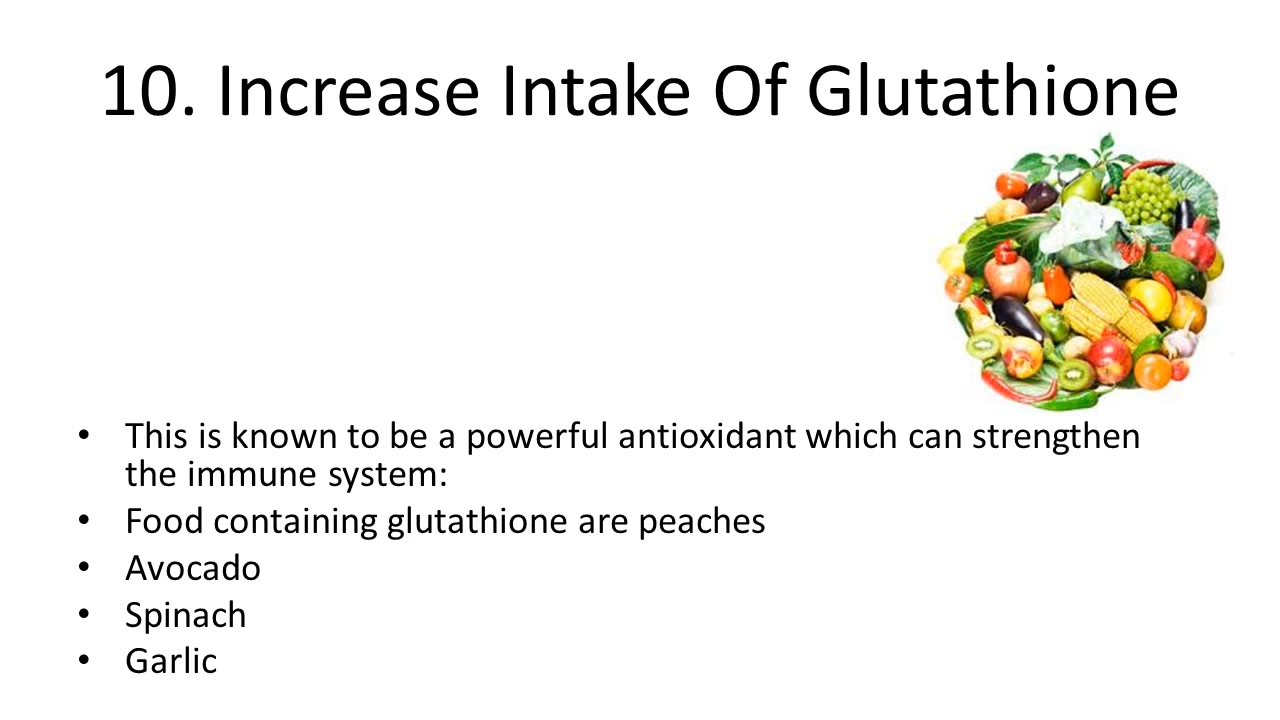 10. Increase Intake Of Glutathione
• This is known to be a powerful antioxidant which can strengthen
the immune system:
• Food containing glutathione are peaches
• Avocado
• Spinach
• Garlic